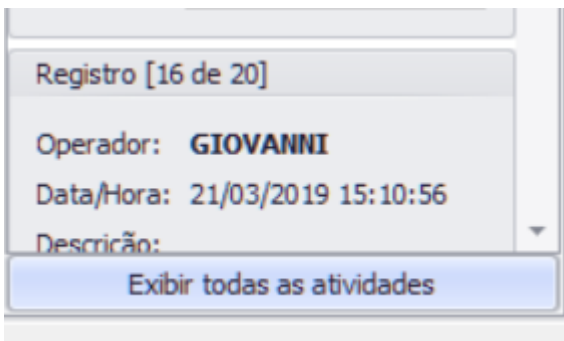 Registro [16 de 20]
Operador: GIOVANNI
Data/Hora: 21/03/2019 15:10:56
Descrição:
Exibir todas as atividades